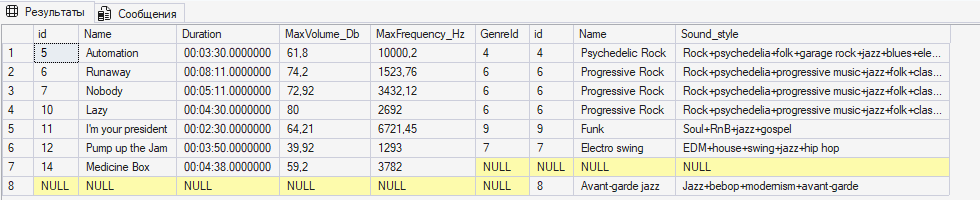 Результаты Сообщения
id Name Duration MaxVolume_Db MaxFrequency_Hz GenreId id Name Sound_style
1 5 Automation 00:03:30.0000000 61,8 10000,2 4 4 Psychedelic Rock Rock+psychedelia+folk+garage rock+jazz+blues+ele...
2 6 Runaway 00:08:11.0000000 74,2 1523,76 6 6 Progressive Rock Rock+psychedelia+progressive music+jazz+folk+clas...
3 7 Nobody 00:05:11.0000000 72,92 3432,12 6 6 Progressive Rock Rock+psychedelia+progressive music+jazz+folk+clas...
4 10 Lazy 00:04:30.0000000 80 2692 6 6 Progressive Rock Rock+psychedelia+progressive music+jazz+folk+clas...
5 11 I'm your president 00:02:30.0000000 64,21 6721,45 9 9 Funk Soul+RnB+jazz+gospel
6 12 Pump up the Jam 00:03:50.0000000 39,92 1293 7 7 Electro swing EDM+house+swing+jazz+hip hop
7 14 Medicine Box 00:04:38.0000000 59,2 3782 NULL NULL NULL NULL
8 NULL NULL NULL NULL NULL NULL 8 Avant-garde jazz Jazz+bebop+modernism+avant-garde